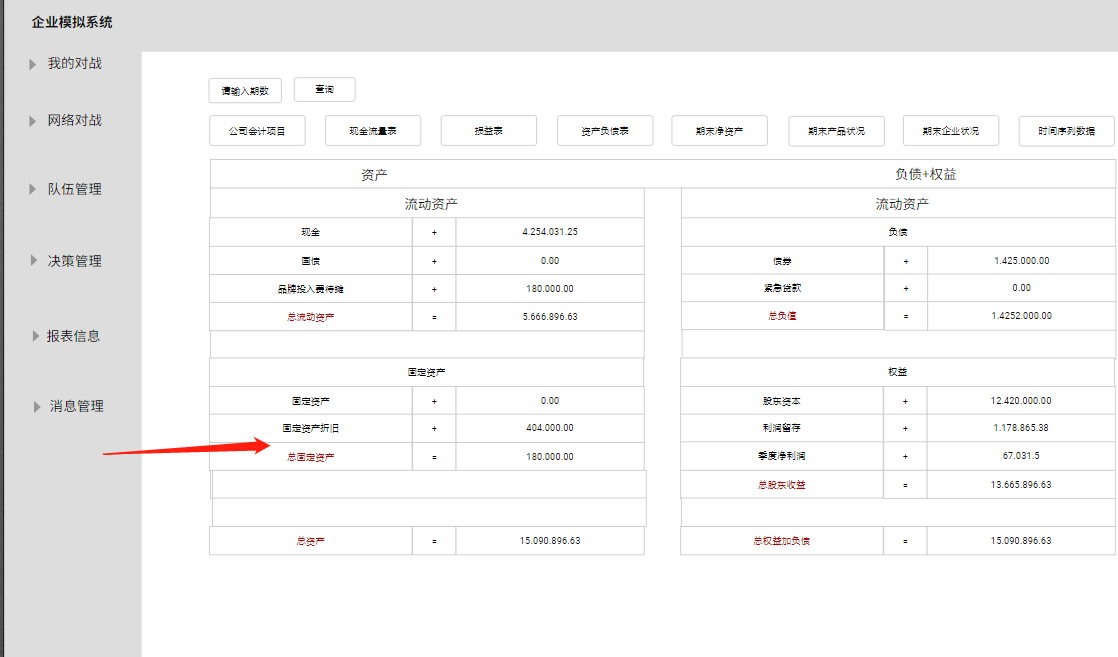 企业模拟系统
我的对战
网络对战
队伍管理
决策管理
报表信息
消息管理
请输入期数 查询
公司会计项目 现金流量表 损益表 资产负债表 期末净资产 期末产品状况 期末企业状况 时间序列数据
资产 负债+权益
流动资产 流动资产
现金 + 4.254.031.25 负债
国债 + 0.00 债券 + 1.425.000.00
品牌投入费待摊 + 180.000.00 紧急贷款 + 0.00
总流动资产 = 5.666.896.63 总负值 = 1.4252.000.00
固定资产 权益
固定资产 + 0.00 股东资本 + 12.420.000.00
固定资产折旧 + 404.000.00 利润留存 + 1.178.865.38
总固定资产 = 180.000.00 季度净利润 + 67.031.5
总股东收益 = 13.665.896.63
总资产 = 15.090.896.63 总权益加负债 = 15.090.896.63